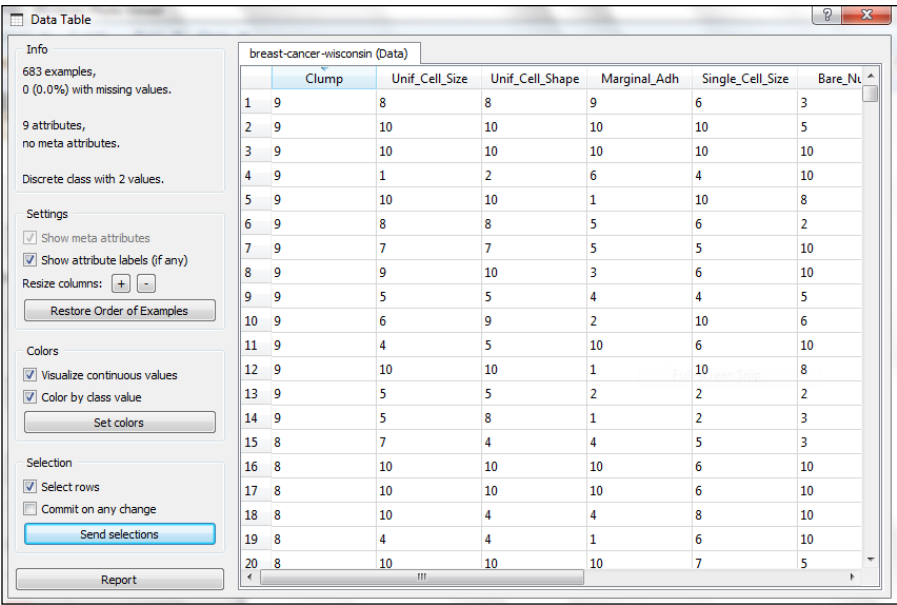 Data Table
Info
683 examples,
0 (0.0%) with missing values.
9 attributes,
no meta attributes.
Discrete class with 2 values.
Settings
Show meta attributes
Show attribute labels (if any)
Resize columns: + -
Restore Order of Examples
Colors
Visualize continuous values
Color by class value
Set colors
Selection
Select rows
Commit on any change
Send selections
Report
breast-cancer-wisconsin (Data)
Clump Unif_Cell_Size Unif_Cell_Shape Marginal_Adh Single_Cell_Size Bare_Nu
1 9 8 8 9 6 3
2 9 10 10 10 10 5
3 9 10 10 10 10 10
4 9 1 2 6 4 10
5 9 10 10 1 10 8
6 9 8 8 5 6 2
7 9 7 7 5 5 10
8 9 9 10 3 6 10
9 9 5 5 4 4 5
10 9 6 9 2 10 6
11 9 4 5 10 6 10
12 9 10 10 1 10 8
13 9 5 5 2 2 2
14 9 5 8 1 2 3
15 8 7 4 4 5 3
16 8 10 10 10 6 10
17 8 10 10 10 6 10
18 8 10 4 4 8 10
19 8 4 4 1 6 10
20 8 10 10 10 7 5